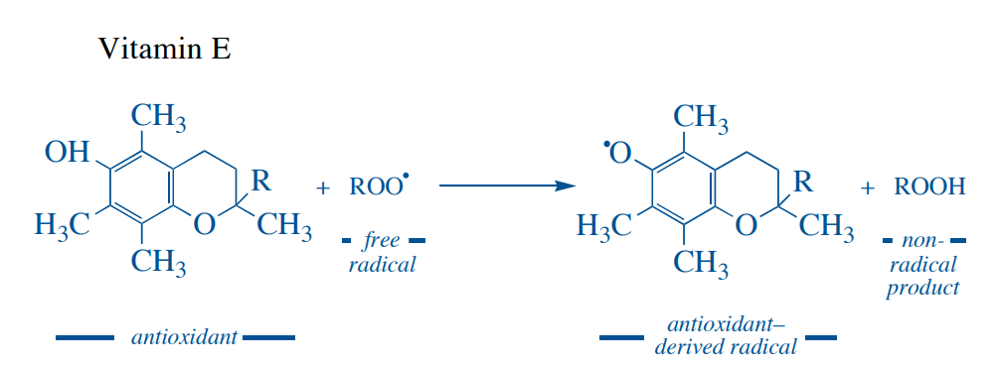 Vitamin E
CH3
OH
R
H3C
O
CH3
CH3
+ ROO•
free
radical
antioxidant
CH3
•O
R
H3C
O
CH3
CH3
+ ROOH
non-
radical
product
antioxidant–
derived radical